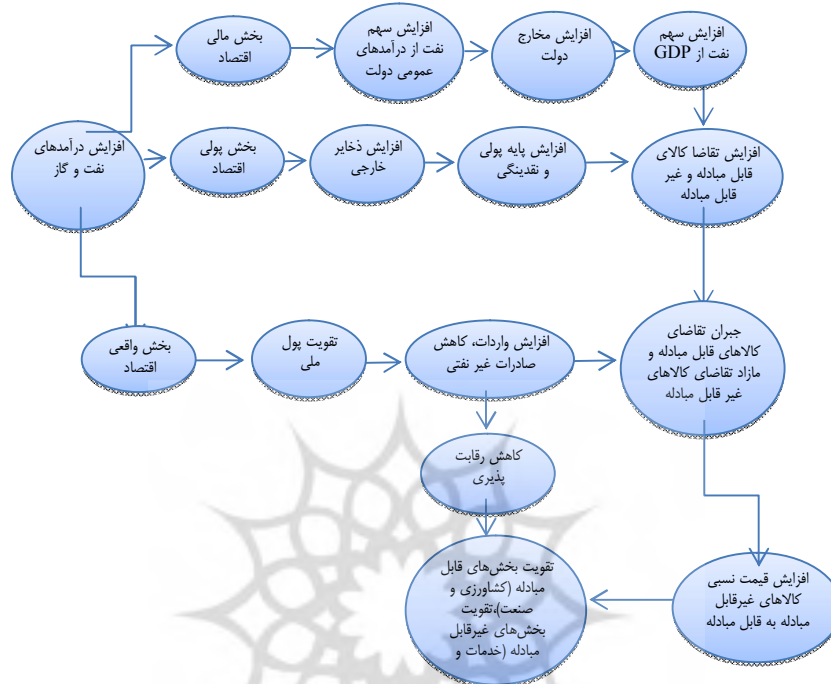 بخش مالی
اقتصاد
افزایش سهم
نفت از درآمدهای
عمومی دولت
افزایش مخارج
دولت
افزایش سهم
نفت از GDP
افزایش درآمدهای
نفت و گاز
بخش پولی
اقتصاد
افزایش ذخایر
خارجی
افزایش پایه پولی
و نقدینگی
افزایش تقاضا کالای
قابل مبادله و غیر
قابل مبادله
بخش واقعی
اقتصاد
تقویت پول
ملی
افزایش واردات، کاهش
صادرات غیر نفتی
جبران تقاضای
کالاهای قابل مبادله و
مازاد تقاضای کالاهای
غیر قابل مبادله
کاهش رقابت
پذیری
افزایش قیمت نسبی
کالاهای غیرقابل
مبادله به قابل مبادله
تقویت بخش‌های قابل
مبادله (کشاورزی و
صنعت)،تقویت
بخش‌های غیرقابل
مبادله (خدمات و